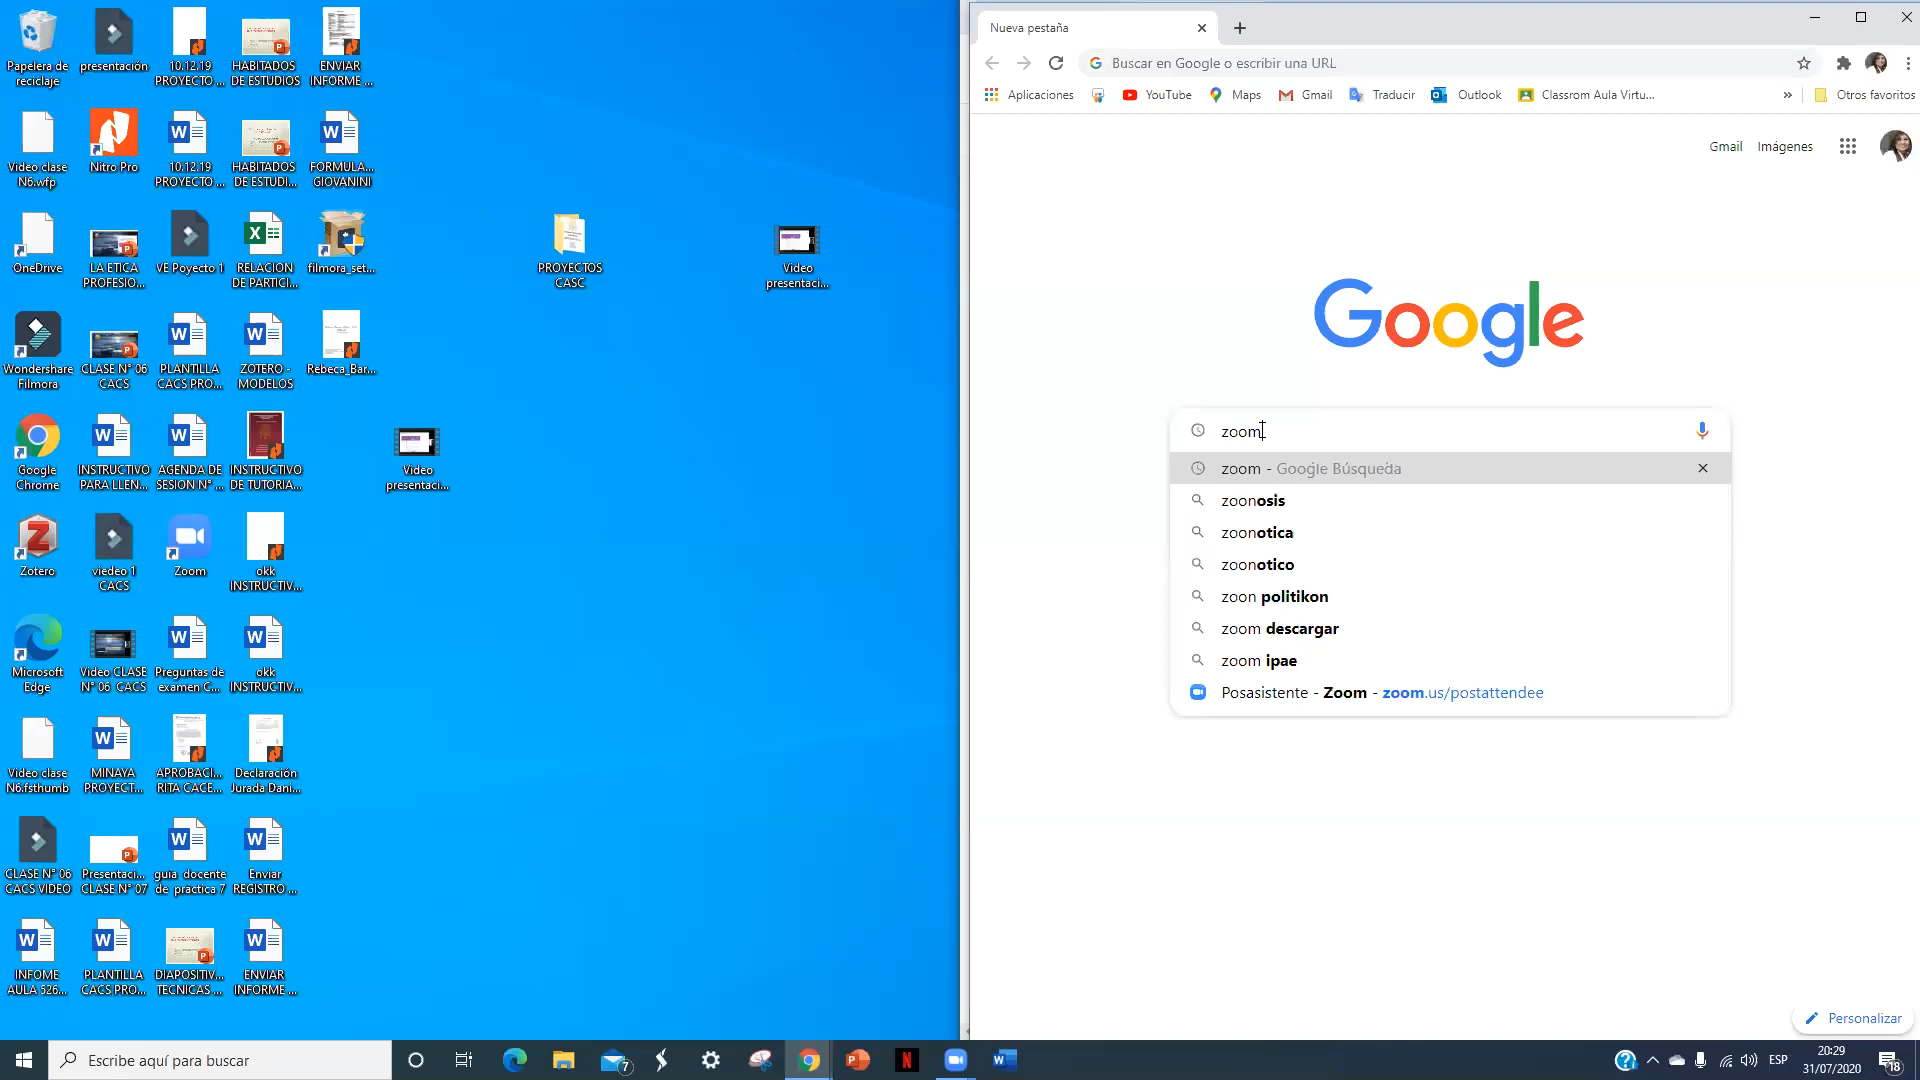 Papelera de
reciclaje
presentación
10.12.19
PROYECTO ...
HABITADOS
DE ESTUDIOS
ENVIAR
INFORME ...
Video clase
N6.wfp
Nitro Pro
10.12.19
PROYECTO ...
HABITADOS
DE ESTUDI...
FORMULA...
GIOVANINI
OneDrive
LA ETICA
PROFESIO...
VE Poyecto 1
RELACION
DE PARTICI...
filmora_set...
PROYECTOS
CASC
Video
presentaci...
Wondershare
Filmora
CLASE N° 06
CACS
PLANTILLA
CACS PRO...
ZOTERO -
MODELOS
Rebeca_Bar...
Google
Chrome
INSTRUCTIVO
PARA LLEN...
AGENDA DE
SESION N° ...
INSTRUCTIVO
DE TUTORIA...
Video
presentaci...
Zotero
viedeo 1
CACS
Zoom
okk
INSTRUCTIV...
Microsoft
Edge
Video CLASE
N° 06 CACS
Preguntas de
examen C...
okk
INSTRUCTIV...
Video clase
N6.fsthumb
MINAYA
PROYECT...
APROBACI...
RITA CACE...
Declaración
Jurada Dani...
CLASE N° 06
CACS VIDEO
Presentaci...
CLASE N° 07
guia docente
de practica 7
Enviar
REGISTRO ...
INFOME
AULA 526...
PLANTILLA
CACS PRO...
DIAPOSITIV...
TECNICAS ...
ENVIAR
INFORME ...
Nueva pestaña
Buscar en Google o escribir una URL
Aplicaciones YouTube Maps Gmail Traducir Outlook Classrom Aula Virtu... » Otros favoritos
Gmail Imágenes
Google
zoom
zoom - Google Búsqueda
zoonosis
zoonotica
zoonotico
zoon politikon
zoom descargar
zoom ipae
Posasistente - Zoom - zoom.us/postattendee
Personalizar
Escribe aquí para buscar
7
ESP
20:29
31/07/2020
18